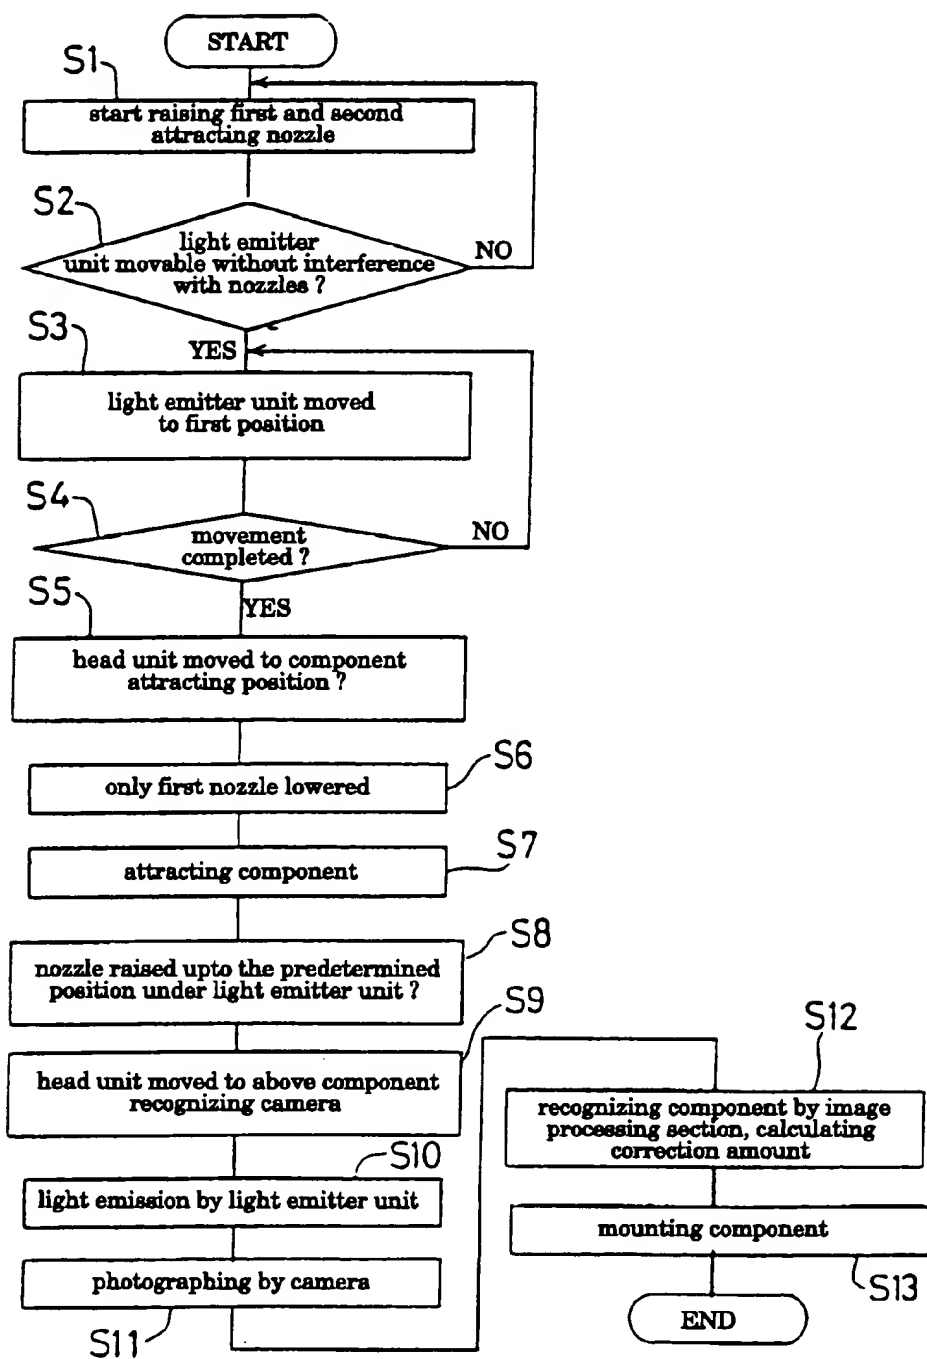 START
S1
start raising first and second
attracting nozzle
S2
light emitter
unit movable without interference
with nozzles ?
NO
S3
YES
light emitter unit moved
to first position
S4
movement
completed ?
NO
S5
YES
head unit moved to component
attracting position ?
S6
only first nozzle lowered
S7
attracting component
S8
nozzle raised upto the predetermined
position under light emitter unit ?
S9
head unit moved to above component
recognizing camera
S10
light emission by light emitter unit
photographing by camera
S11
S12
recognizing component by image
processing section, calculating
correction amount
mounting component
S13
END